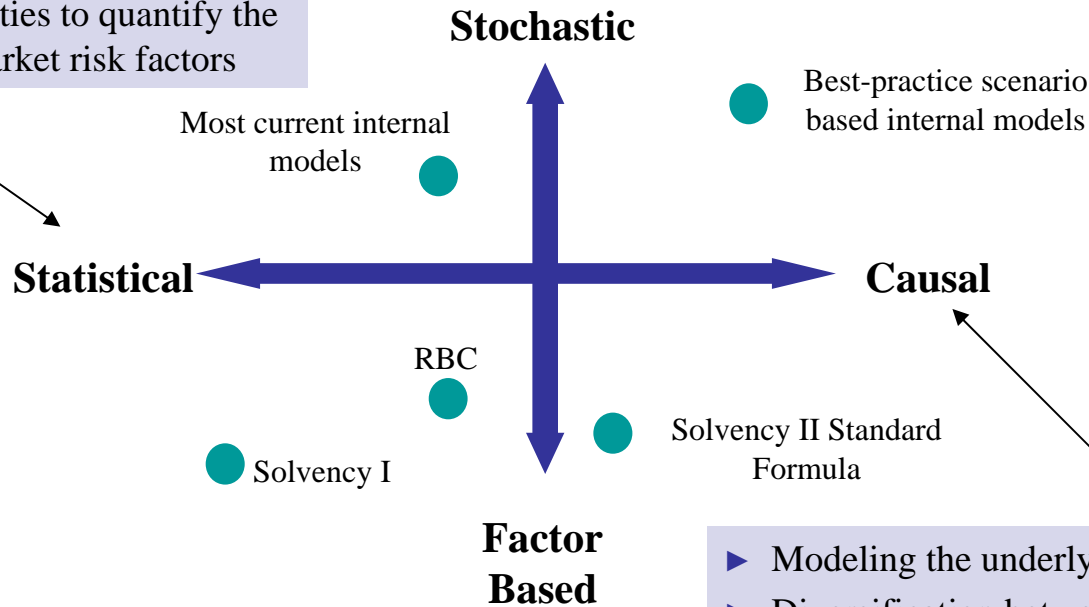 ties to quantify the
rket risk factors
Stochastic
Best-practice scenario
based internal models
Most current internal
models
Statistical
Causal
RBC
Solvency I
Solvency II Standard
Formula
Factor
Based
► Modeling the underly